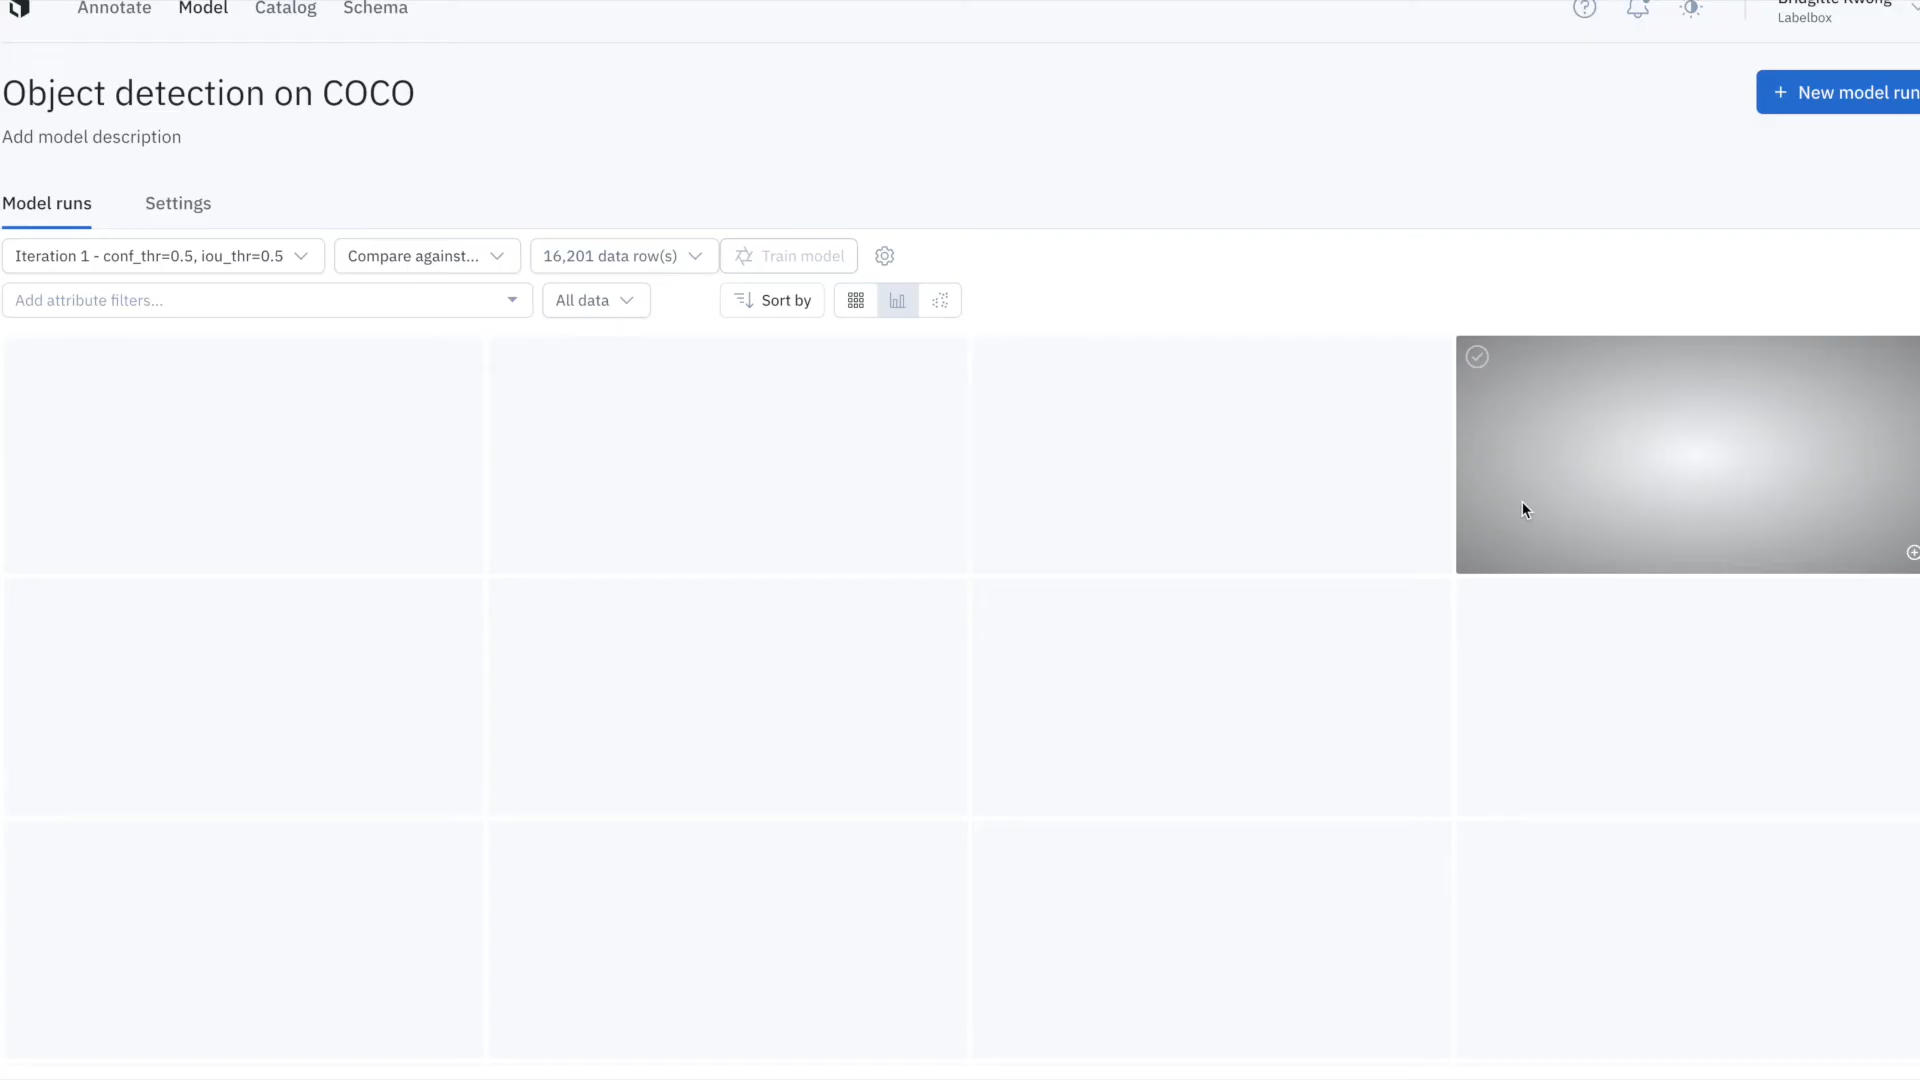 Annotate Model Catalog Schema
Bridgitte Kwong
Labelbox
Object detection on COCO
+ New model run
Add model description
Model runs Settings
Iteration 1 - conf_thr=0.5, iou_thr=0.5 Compare against... 16,201 data row(s) Train model
Add attribute filters... All data Sort by